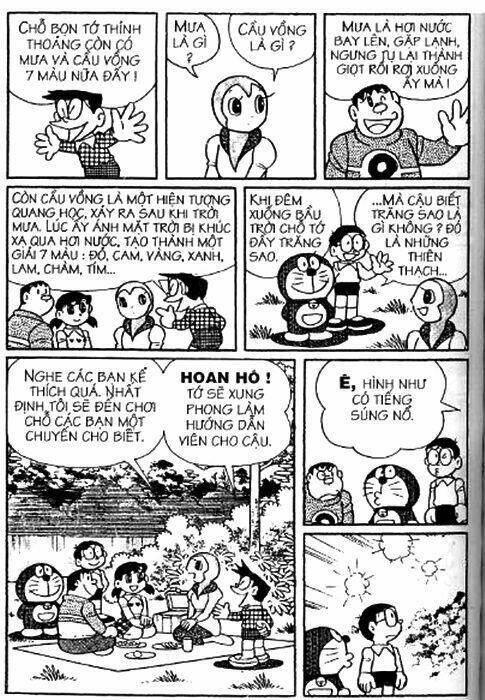 CHỖ BỌN TỚ THỈNH
THOẢNG CÒN CÓ
MƯA VÀ CẦU VỒNG
7 MÀU NỮA ĐẤY !
MƯA
LÀ GÌ
?
CẦU VỒNG
LÀ GÌ ?
MƯA LÀ HƠI NƯỚC
BAY LÊN, GẶP LẠNH,
NGƯNG TỤ LẠI THÀNH
GIỌT RỒI RƠI XUỐNG
ẤY MÀ !
CÒN CẦU VỒNG LÀ MỘT HIỆN TƯỢNG
QUANG HỌC, XẢY RA SAU KHI TRỜI
MƯA. LÚC ẤY ÁNH MẶT TRỜI BỊ KHÚC
XẠ QUA HƠI NƯỚC, TẠO THÀNH MỘT
GIẢI 7 MÀU : ĐỎ, CAM, VÀNG, XANH,
LAM, CHÀM, TÍM...
KHI ĐÊM
XUỐNG BẦU
TRỜI CHỖ TỚ
ĐẦY TRĂNG
SAO.
...MÀ CẬU BIẾT
TRĂNG SAO LÀ
GÌ KHÔNG ? ĐÓ
LÀ NHỮNG
THIÊN
THẠCH...
NGHE CÁC BẠN KỂ
THÍCH QUÁ. NHẤT
ĐỊNH TÔI SẼ ĐẾN CHƠI
CHỖ CÁC BẠN MỘT
CHUYẾN CHO BIẾT.
HOAN HÔ !
TỚ SẼ XUNG
PHONG LÀM
HƯỚNG DẪN
VIÊN CHO CẬU.
Ê, HÌNH NHƯ
CÓ TIẾNG
SÚNG NỔ.